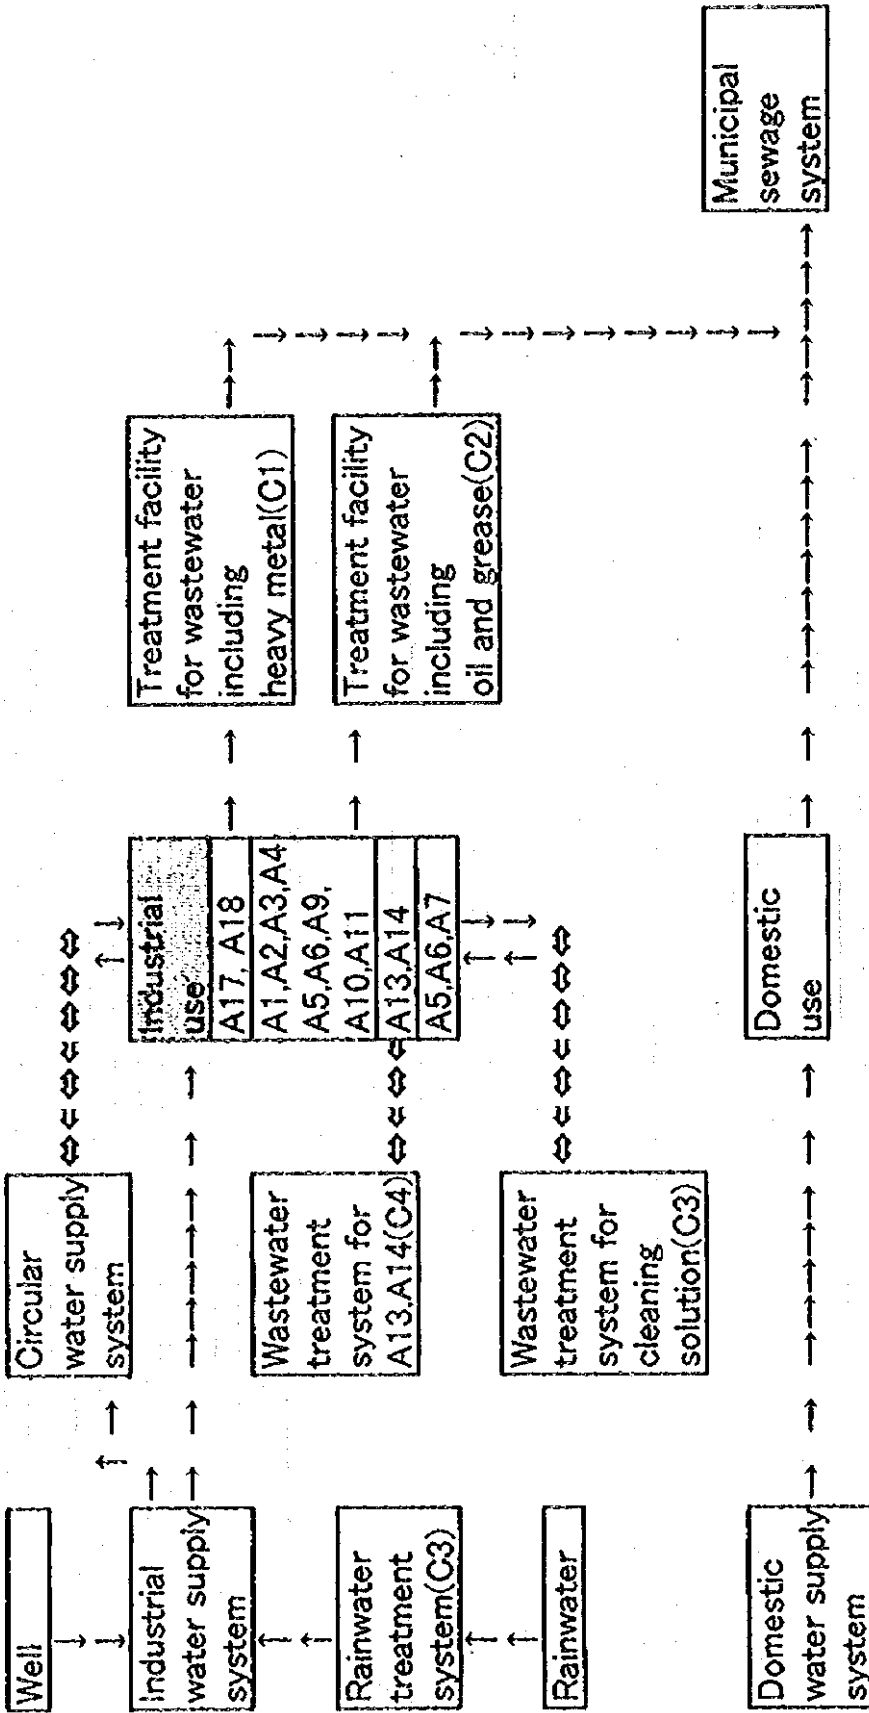 Well
Industrial
water supply
system
Rainwater
treatment
system(C3)
Rainwater
Domestic
water supply
system
Circular
water supply
system
Wastewater
treatment
system for
A13,A14(C4)
Wastewater
treatment
system for
cleaning
solution(C3)
Industrial
use
A17, A18
A1,A2,A3,A4
A5,A6,A9,
A10,A11
A13,A14
A5,A6,A7
Domestic
use
Treatment facility
for wastewater
including
heavy metal(C1)
Treatment facility
for wastewater
including
oil and grease(C2)
Municipal
sewage
system